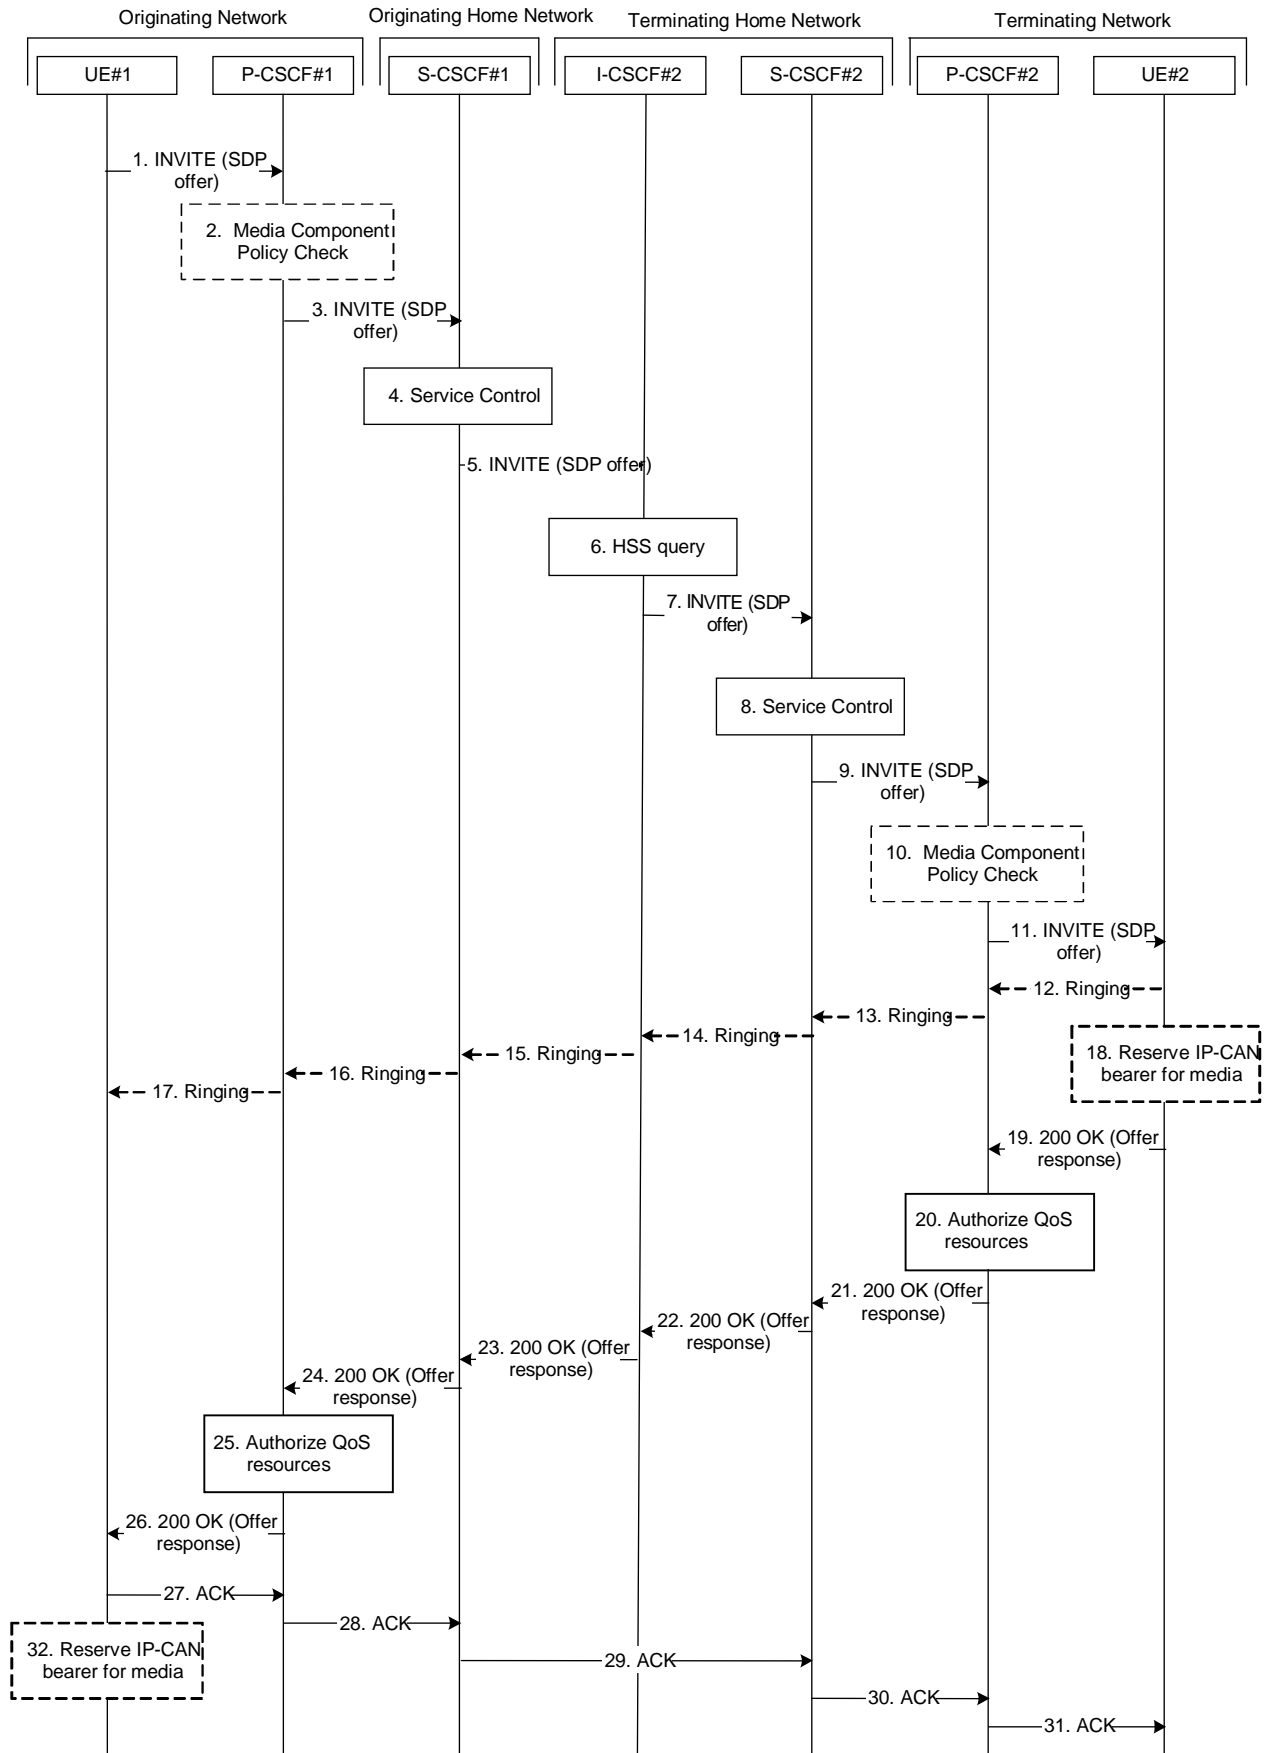 Originating Network
Originating Home Network
Terminating Home Network
Terminating Network
UE#1
P-CSCF#1
S-CSCF#1
I-CSCF#2
S-CSCF#2
P-CSCF#2
UE#2
1. INVITE (SDP
offer)
2. Media Component
Policy Check
3. INVITE (SDP
offer)
4. Service Control
5. INVITE (SDP offer)
6. HSS query
7. INVITE (SDP
offer)
8. Service Control
9. INVITE (SDP
offer)
10. Media Component
Policy Check
11. INVITE (SDP
offer)
12. Ringing
13. Ringing
14. Ringing
15. Ringing
16. Ringing
17. Ringing
18. Reserve IP-CAN
bearer for media
19. 200 OK (Offer
response)
20. Authorize QoS
resources
21. 200 OK (Offer
response)
22. 200 OK (Offer
response)
23. 200 OK (Offer
response)
24. 200 OK (Offer
response)
25. Authorize QoS
resources
26. 200 OK (Offer
response)
27. ACK
28. ACK
32. Reserve IP-CAN
bearer for media
29. ACK
30. ACK
31. ACK